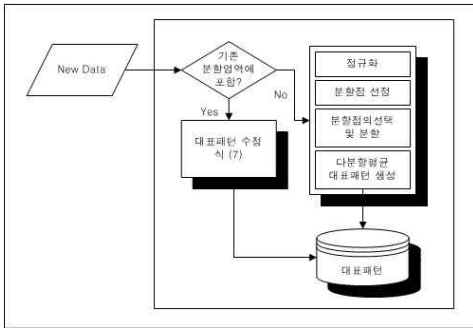 New Data
기존
분할영역에
포함?
No
Yes
대표패턴 수정
식 (7)
정규화
분할점 선정
분할점의선택
및 분할
다분할평균
대표패턴 생성
대표패턴